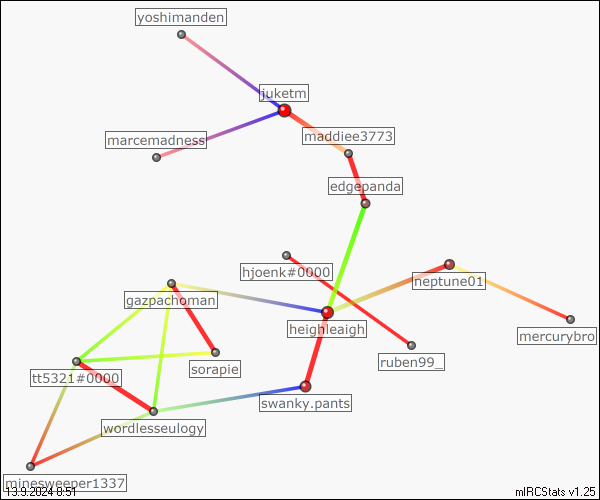 yoshimanden
juketm
marcemadness
maddiee3773
edgepanda
hjoenk#0000
neptune01
gazpachoman
heighleaigh
mercurybro
ruben99_
sorapie
tt5321#0000
swanky.pants
wordlesseulogy
minesweeper1337
13.9.2024 8:51
mIRCStats v1.25